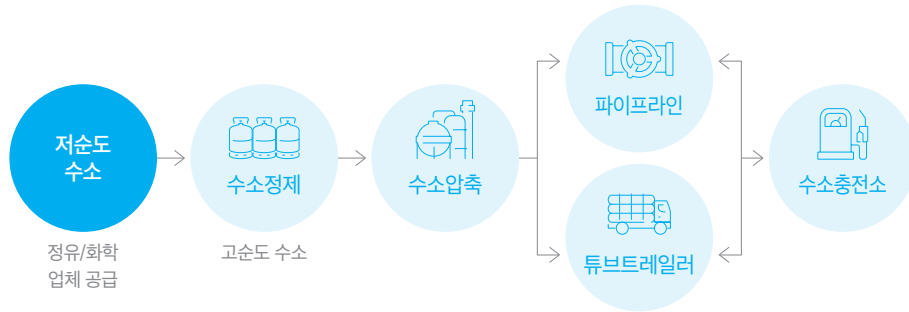 저순도
수소
정유/화학
업체 공급
수소정제
고순도 수소
수소압축
파이프라인
튜브트레일러
수소충전소